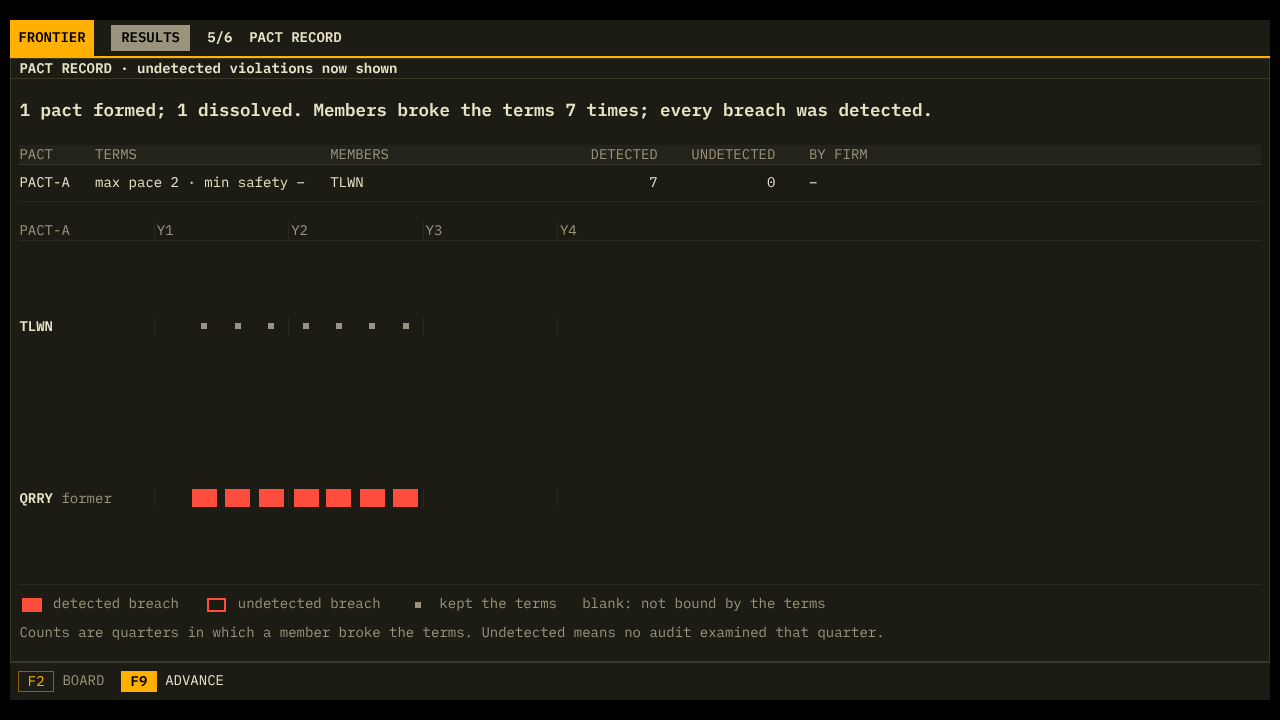 FRONTIER RESULTS 5/6 PACT RECORD
PACT RECORD · undetected violations now shown
1 pact formed; 1 dissolved. Members broke the terms 7 times; every breach was detected.
PACT TERMS MEMBERS DETECTED UNDETECTED BY FIRM
PACT-A max pace 2 · min safety – TLWN 7 0 –
PACT-A Y1 Y2 Y3 Y4
TLWN
QRRY former
detected breach undetected breach kept the terms blank: not bound by the terms
Counts are quarters in which a member broke the terms. Undetected means no audit examined that quarter.
F2 BOARD F9 ADVANCE